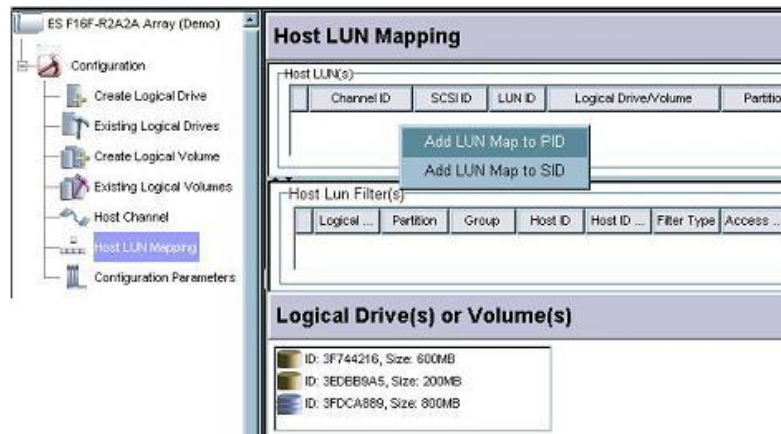 ES F16F-R2A2A Array (Demo)
Configuration
Create Logical Drive
Existing Logical Drives
Create Logical Volume
Existing Logical Volumes
Host Channel
Host LUN Mapping
Configuration Parameters
Host LUN Mapping
Host LUN(s)
Channel ID SCSI ID LUN ID Logical Drive/Volume Partitio
Add LUN Map to PID
Add LUN Map to SID
Host Lun Filter(s)
Logical ... Partition Group Host ID Host ID ... Filter Type Access ...
Logical Drive(s) or Volume(s)
ID: 3F744216, Size: 600MB
ID: 3EDBB9A5, Size: 200MB
ID: 3FDCA889, Size: 800MB